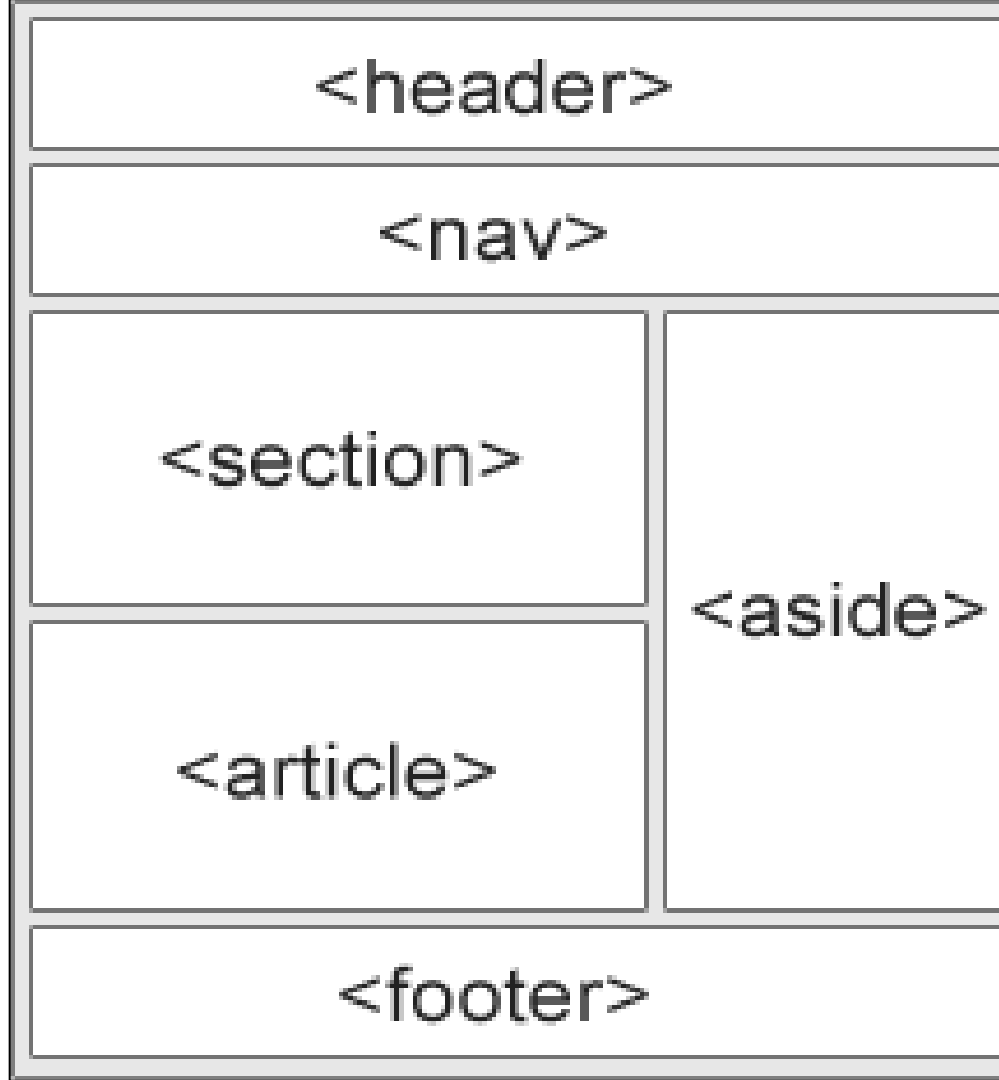 <header>
<nav>
<section>
<aside>
<article>
<footer>